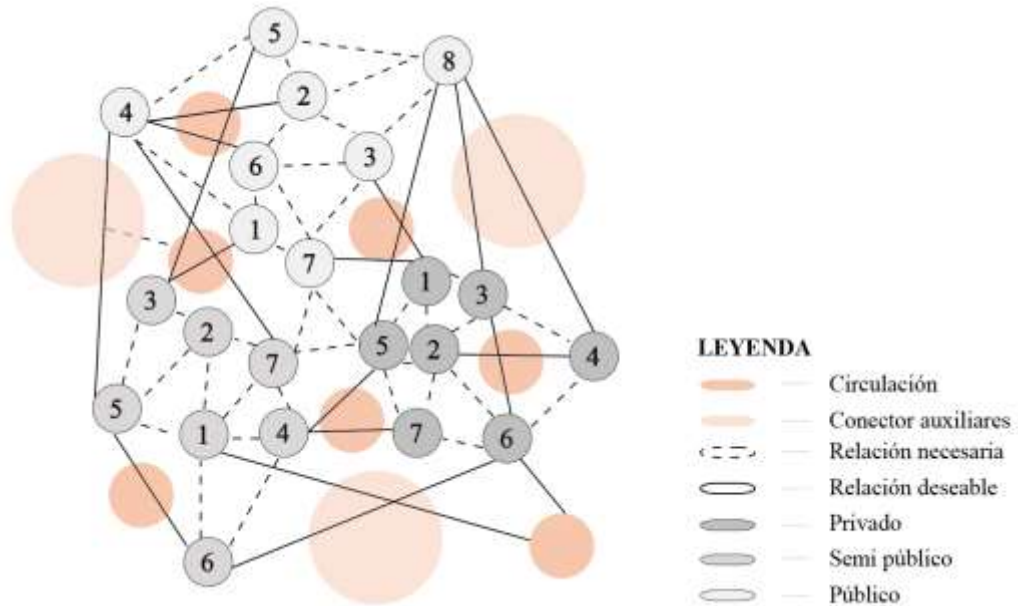 5
8
2
4
3
6
1
7
1
3
3
2
5
2
4
7
5
1
4
7
6
6
LEYENDA
Circulación
Conector auxiliares
Relación necesaria
Relación deseable
Privado
Semi público
Público